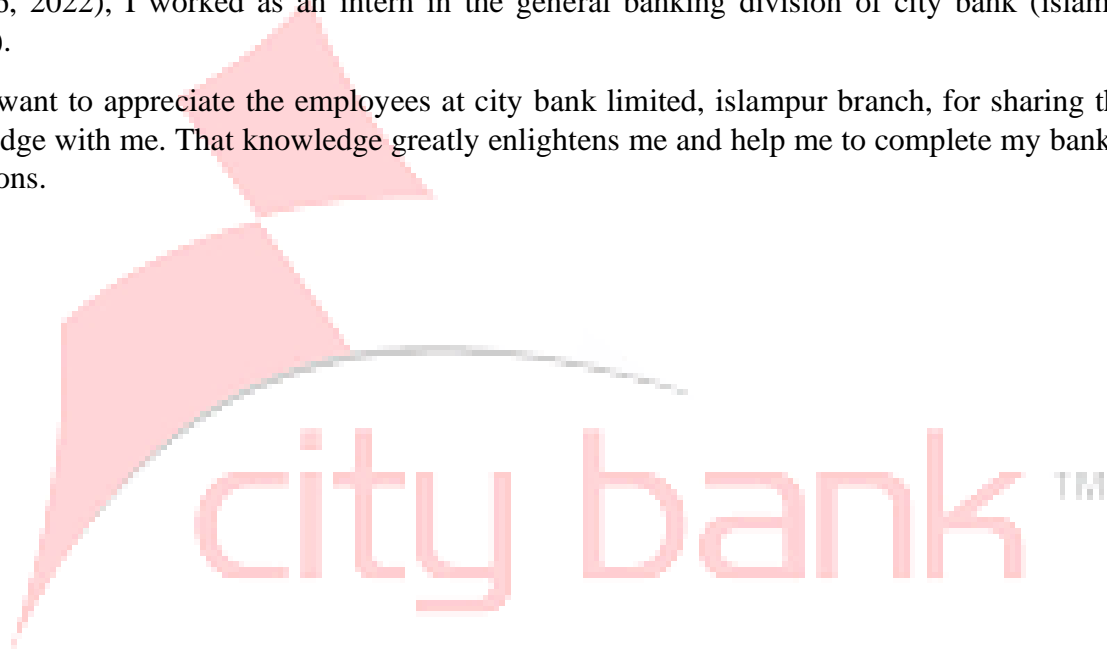 , 2022), I worked as an intern in the general banking division of city bank (islam
).
want to appreciate the employees at city bank limited, islampur branch, for sharing th
edge with me. That knowledge greatly enlightens me and help me to complete my bank
ons.
city bank TM